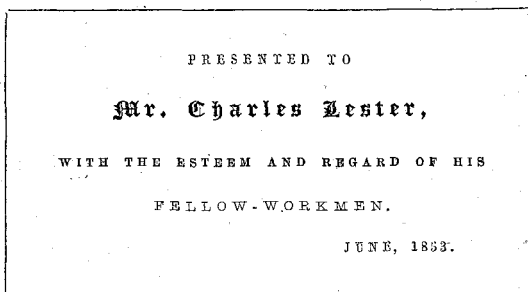 PRESENTED TO
Mr. Charles Lester,
WITH THE ESTEEM AND REGARD OF HIS
FELLOW-WORKMEN.
JUNE, 1853.